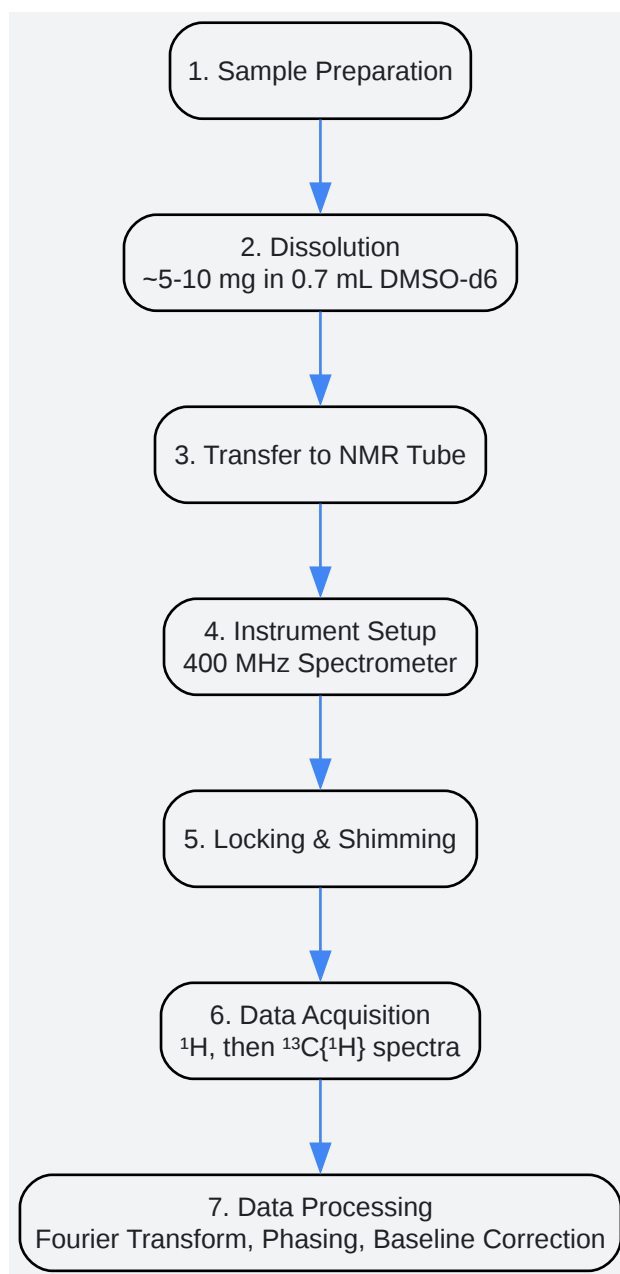 1. Sample Preparation
2. Dissolution
~5-10 mg in 0.7 mL DMSO-d6
3. Transfer to NMR Tube
4. Instrument Setup
400 MHz Spectrometer
5. Locking & Shimming
6. Data Acquisition
¹H, then ¹³C{¹H} spectra
7. Data Processing
Fourier Transform, Phasing, Baseline Correction